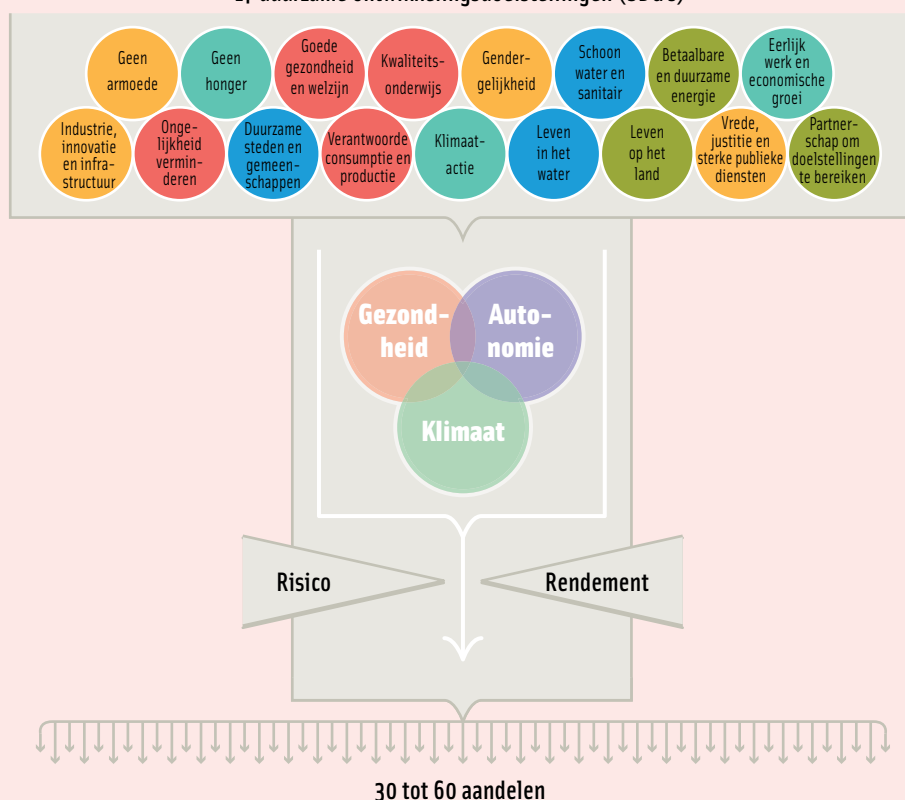 17 duurzame ontwikkelingsdoelstellingen (SDG's)
Geen
armoede
Geen
honger
Goede
gezondheid
en welzijn
Kwaliteits-
onderwijs
Gender-
gelijkheid
Schoon
water en
sanitair
Betaalbare
en duurzame
energie
Eerlijk
werk en
economische
groei
Industrie,
innovatie
en infra-
structuur
Onge-
lijkheid
vermin-
deren
Duurzame
steden en
gemeen-
schappen
Verantwoorde
consumptie en
productie
Klimaat-
actie
Leven
in het
water
Leven
op het
land
Vrede,
justitie en
sterke publieke
diensten
Partner-
schap om
doelstellingen
te bereiken
Gezond-
heid
Auto-
nomie
Klimaat
Risico
Rendement
30 tot 60 aandelen